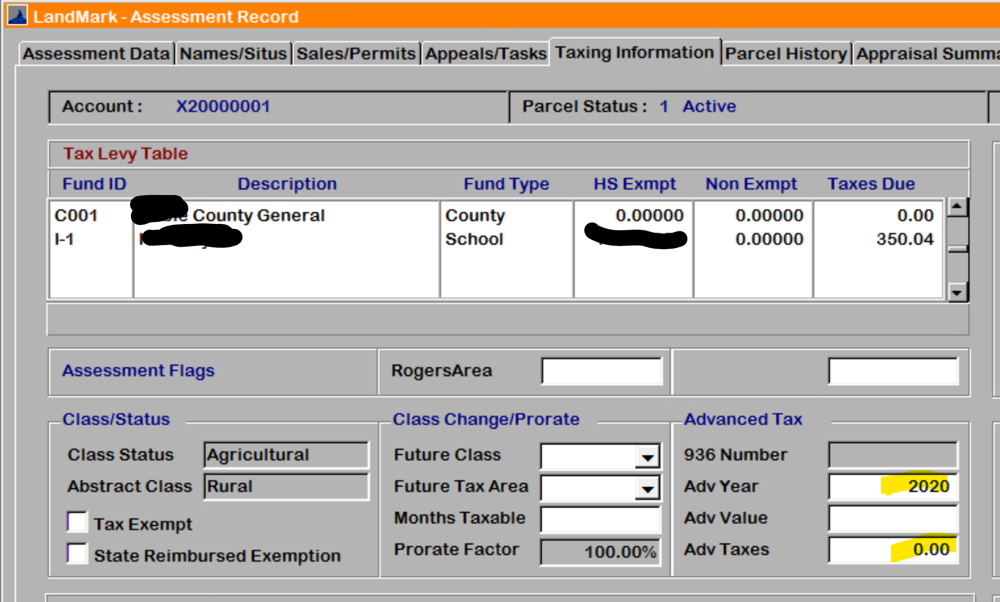 LandMark - Assessment Record
Assessment Data Names/Situs Sales/Permits Appeals/Tasks Taxing Information Parcel History Appraisal
Account : X20000001 Parcel Status : 1 Active
Tax Levy Table
Fund ID Description Fund Type HS Exmpt Non Exmpt Taxes Due
C001 County General County 0.00000 0.00000 0.00
I-1 School 0.00000 350.04
Assessment Flags RogersArea
Class/Status Class Change/Prorate Advanced Tax
Class Status Agricultural Future Class 936 Number
Abstract Class Rural Future Tax Area Adv Year 2020
Tax Exempt Months Taxable Adv Value
State Reimbursed Exemption Prorate Factor 100.00% Adv Taxes 0.00